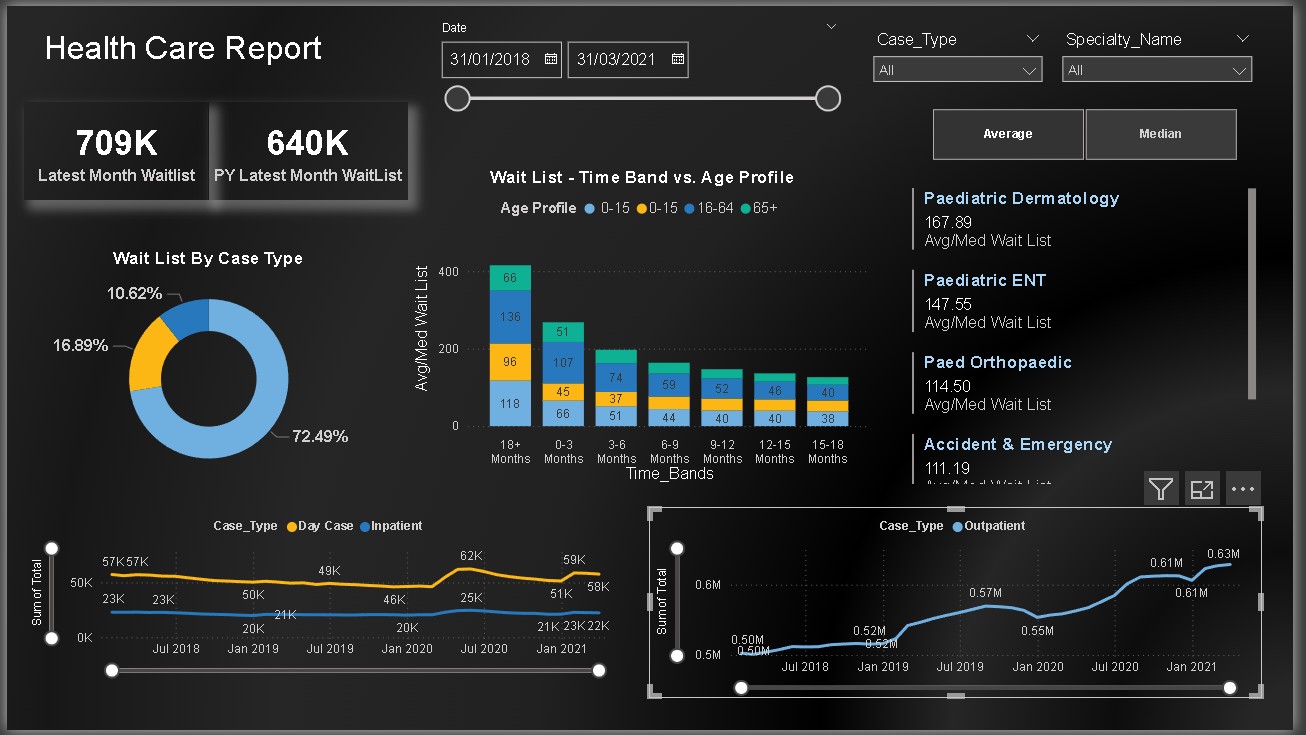 Health Care Report
Date
31/01/2018 31/03/2021
Case_Type
All
Specialty_Name
All
709K
Latest Month Waitlist
640K
PY Latest Month WaitList
Average Median
Wait List - Time Band vs. Age Profile
Age Profile 0-15 0-15 16-64 65+
Avg/Med Wait List
400
200
0
66
136
96
118
51
107
45
66
74
37
51
59
44
52
40
46
40
40
38
18+ Months
0-3 Months
3-6 Months
6-9 Months
9-12 Months
12-15 Months
15-18 Months
Time_Bands
Wait List By Case Type
10.62%
16.89%
72.49%
Paediatric Dermatology
167.89
Avg/Med Wait List
Paediatric ENT
147.55
Avg/Med Wait List
Paed Orthopaedic
114.50
Avg/Med Wait List
Accident & Emergency
111.19
Avg/Med Wait List
Case_Type Day Case Inpatient
Sum of Total
50K
0K
57K 57K 49K 62K 59K
50K 46K 51K 58K
23K 23K 21K 25K
20K 20K 21K 23K 22K
Jul 2018 Jan 2019 Jul 2019 Jan 2020 Jul 2020 Jan 2021
Case_Type Outpatient
Sum of Total
0.6M
0.5M
0.50M 0.50M 0.52M 0.52M 0.57M 0.55M 0.61M 0.61M 0.63M
Jul 2018 Jan 2019 Jul 2019 Jan 2020 Jul 2020 Jan 2021